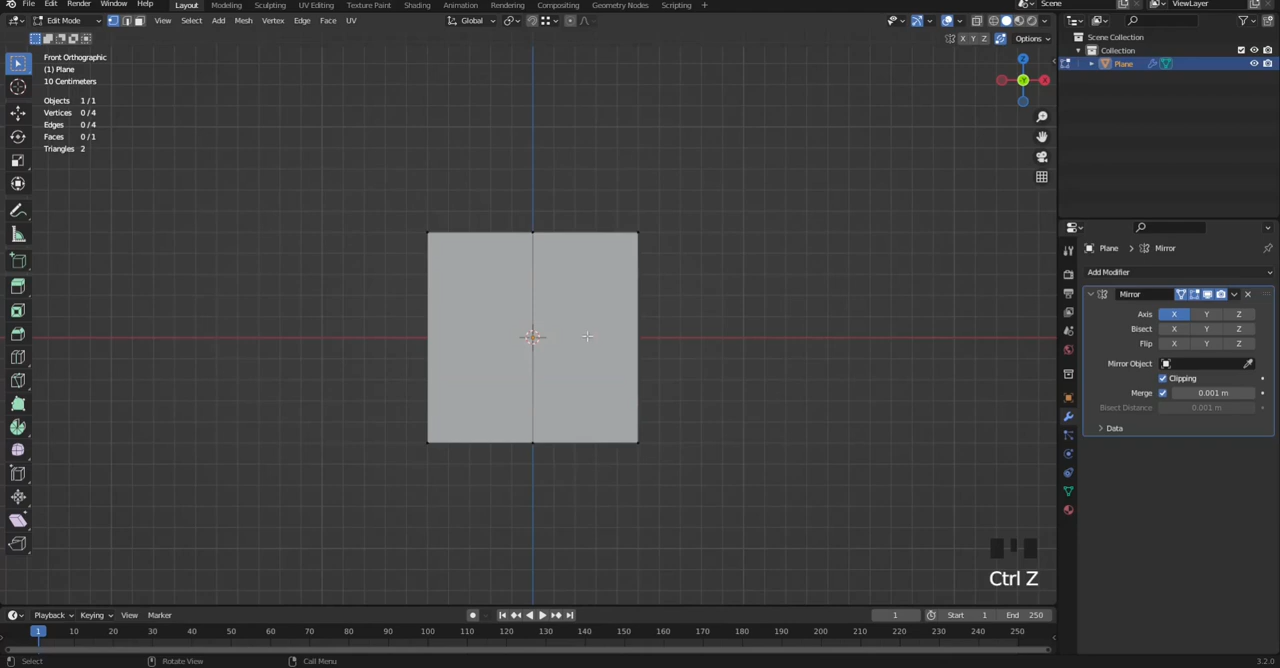 File Edit Render Window Help Layout Modeling Sculpting UV Editing Texture Paint Shading Animation Rendering Compositing Geometry Nodes Scripting + Scene ViewLayer
Edit Mode View Select Add Mesh Vertex Edge Face UV Global
X Y Z Options
Front Orthographic
(1) Plane
10 Centimeters
Objects 1/1
Vertices 0/4
Edges 0/4
Faces 0/1
Triangles 2
Z
-Y
X
Scene Collection
Collection
Plane
Plane > Mirror
Add Modifier
Mirror
Axis X Y Z
Bisect X Y Z
Flip X Y Z
Mirror Object
Clipping
Merge 0.001 m
Bisect Distance 0.001 m
Data
Ctrl Z
Playback Keying View Marker 1 Start 1 End 250
1 10 20 30 40 50 60 70 80 90 100 110 120 130 140 150 160 170 180 190 200 210 220 230 240 250
Select Rotate View Call Menu 3.2.0